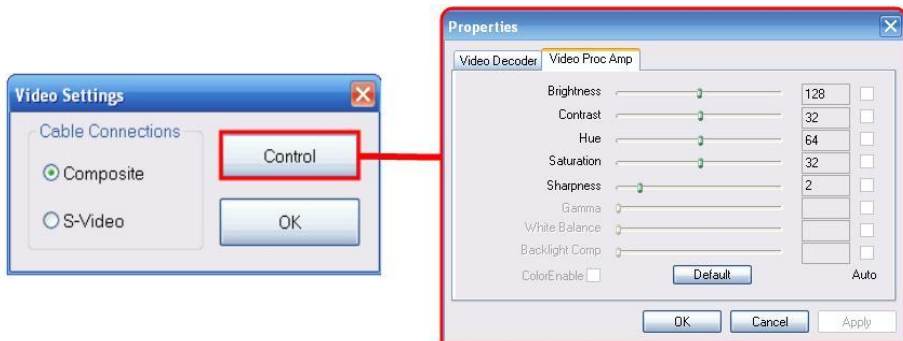 Video Settings
Cable Connections
Composite
S-Video
Control
OK
Properties
Video Decoder Video Proc Amp
Brightness 128
Contrast 32
Hue 64
Saturation 32
Sharpness 2
Gamma
White Balance
Backlight Comp
ColorEnable Default Auto
OK Cancel Apply